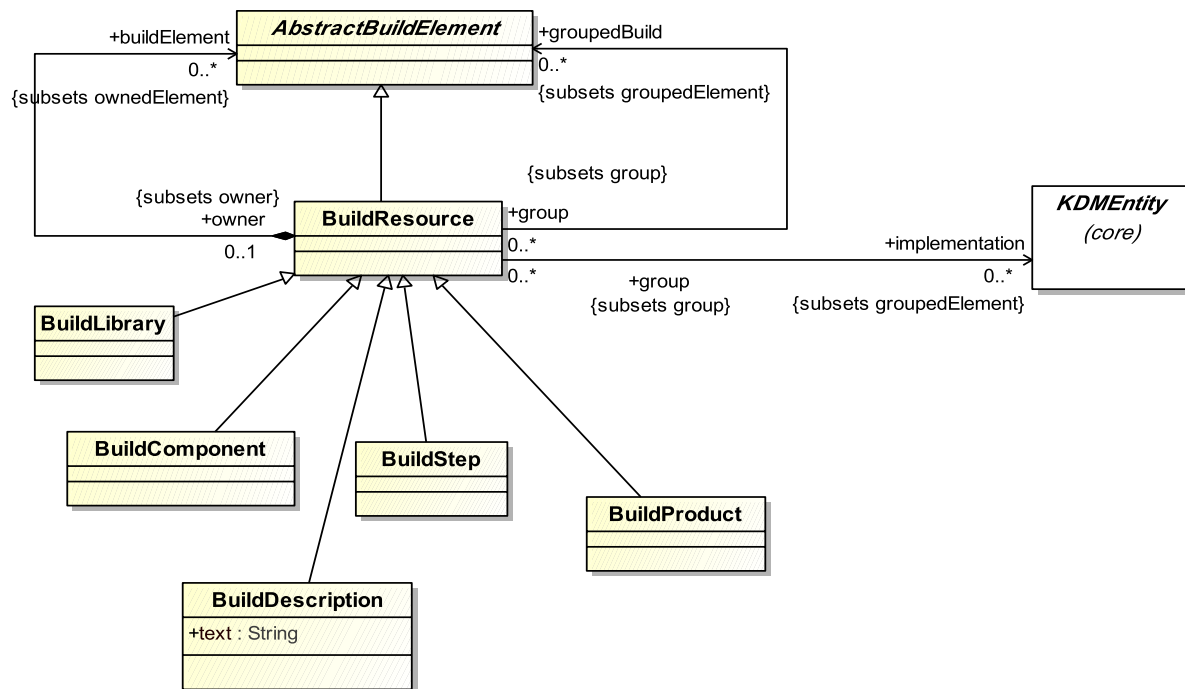 AbstractBuildElement
+buildElement
0..*
{subsets ownedElement}
+groupedBuild
0..*
{subsets groupedElement}
{subsets group}
{subsets owner}
+owner
0..1
BuildResource
+group
0..*
0..*
+group
{subsets group}
+implementation
0..*
{subsets groupedElement}
KDMEntity
(core)
BuildLibrary
BuildComponent
BuildStep
BuildProduct
BuildDescription
+text : String